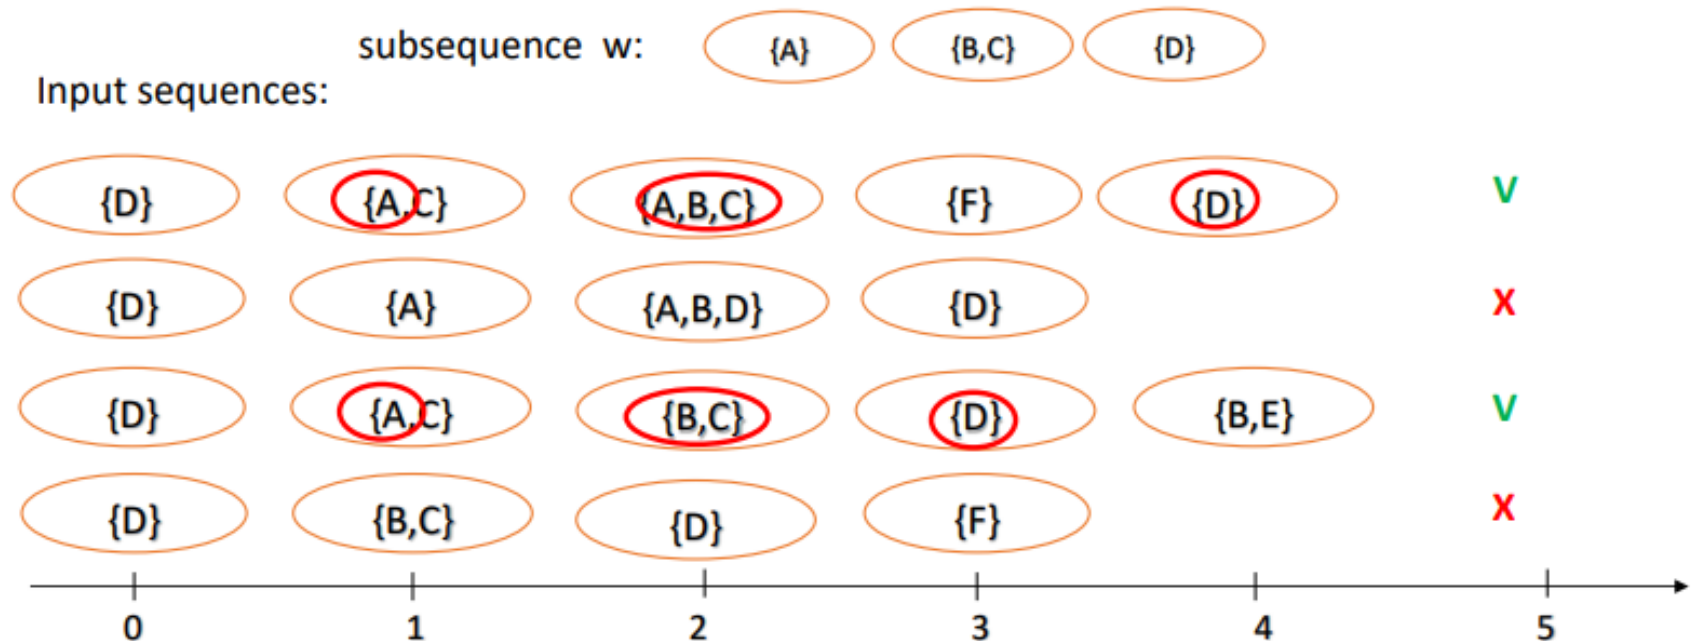 subsequence w: {A} {B,C} {D}
Input sequences:
{D} {A,C} {A,B,C} {F} {D} V
{D} {A} {A,B,D} {D} X
{D} {A,C} {B,C} {D} {B,E} V
{D} {B,C} {D} {F} X
0 1 2 3 4 5